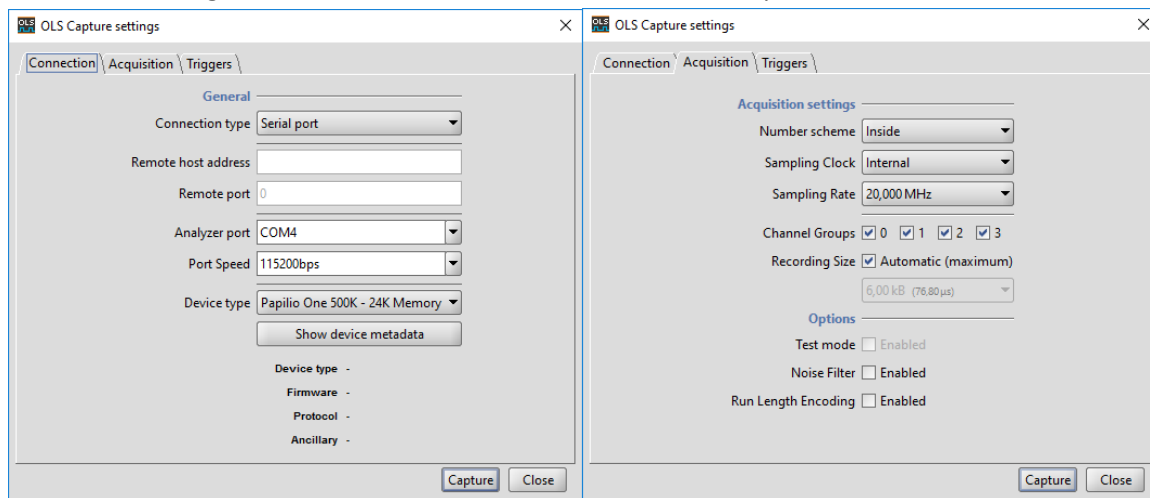 OLS Capture settings
Connection Acquisition Triggers
General
Connection type Serial port
Remote host address
Remote port 0
Analyzer port COM4
Port Speed 115200bps
Device type Papilio One 500K - 24K Memory
Show device metadata
Device type -
Firmware -
Protocol -
Ancillary -
Capture Close
OLS Capture settings
Connection Acquisition Triggers
Acquisition settings
Number scheme Inside
Sampling Clock Internal
Sampling Rate 20,000 MHz
Channel Groups 0 1 2 3
Recording Size Automatic (maximum)
6,00 kB (76,80 µs)
Options
Test mode Enabled
Noise Filter Enabled
Run Length Encoding Enabled
Capture Close